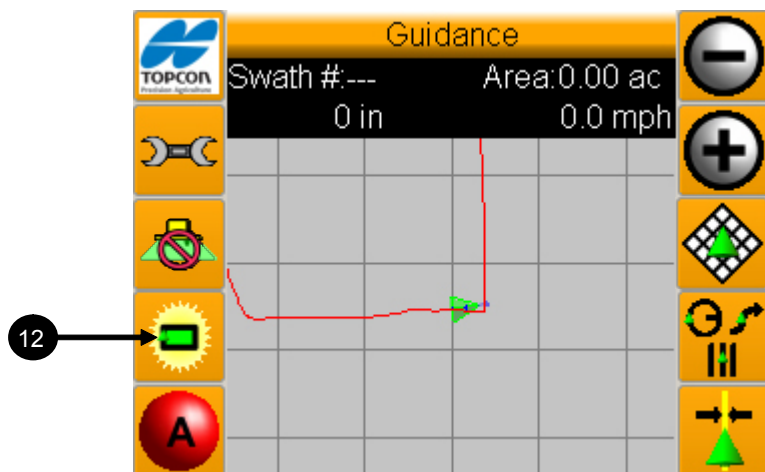 Guidance
TOPCON
Precision Agriculture
Swath #:--- Area:0.00 ac
0 in 0.0 mph
12
A